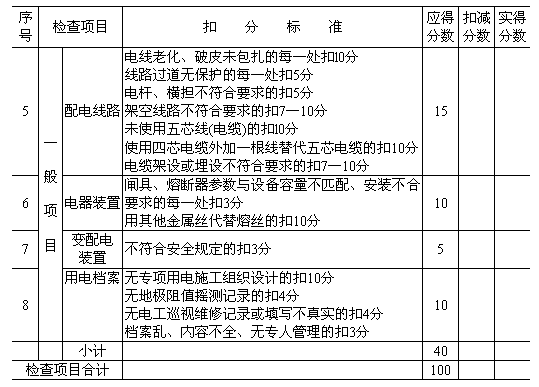 序号 检查项目 扣 分 标 准 应得分数 扣减分数 实得分数
一般项目
5 配电线路 15
电线老化、破皮未包扎的每一处扣10分
线路过道无保护的每一处扣5分
电杆、横担不符合要求的扣5分
架空线路不符合要求的扣7—10分
未使用五芯线(电缆)的扣10分
使用四芯电缆外加一根线替代五芯电缆的扣10分
电缆架设或埋设不符合要求的扣7—10分
6 电器装置 10
闸具、熔断器参数与设备容量不匹配、安装不合
要求的每一处扣3分
用其他金属丝代替熔丝的扣10分
7 变配电装置 不符合安全规定的扣3分 5
8 用电档案 10
无专项用电施工组织设计的扣10分
无地极阻值摇测记录的扣4分
无电工巡视维修记录或填写不真实的扣4分
档案乱、内容不全、无专人管理的扣3分
小计 40
检查项目合计 100